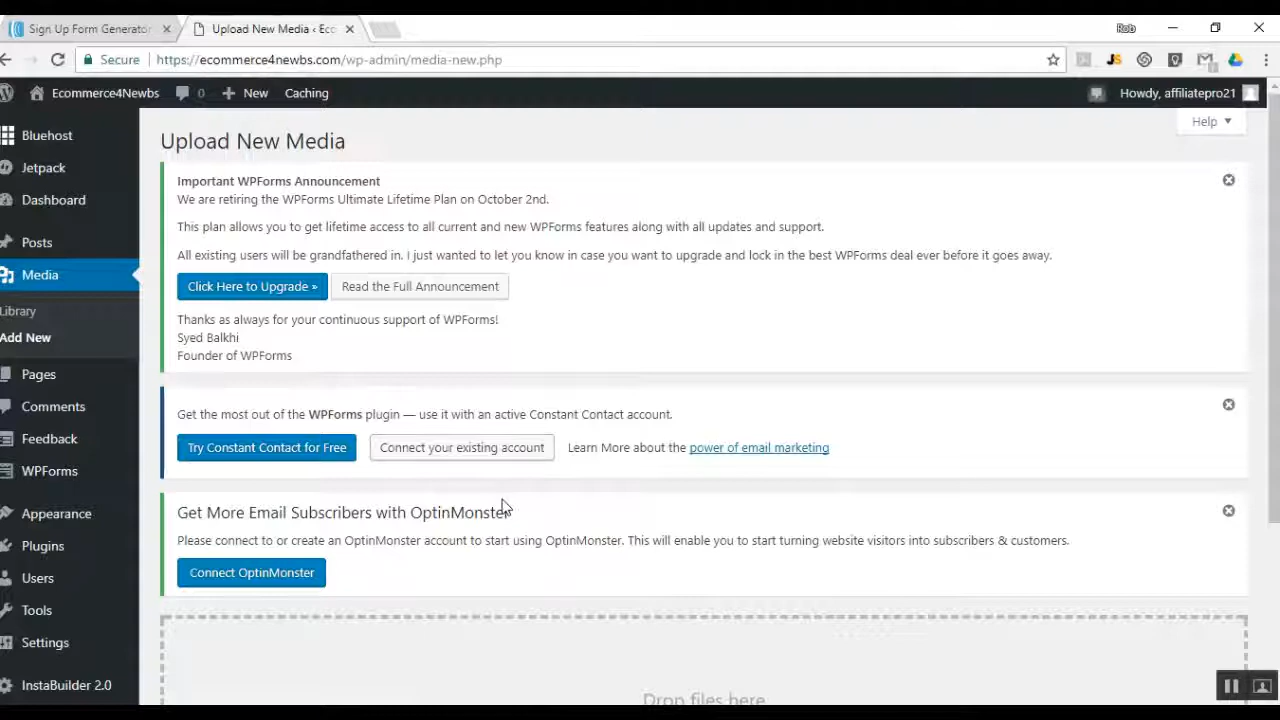 Sign Up Form Generator
Upload New Media ‹ Ecc
Rob
Secure
https://ecommerce4newbs.com/wp-admin/media-new.php
JS
Ecommerce4Newbs
0
New
Caching
Howdy, affiliatepro21
Help
Bluehost
Jetpack
Dashboard
Posts
Media
Library
Add New
Pages
Comments
Feedback
WPForms
Appearance
Plugins
Users
Tools
Settings
InstaBuilder 2.0
Upload New Media
Important WPForms Announcement
We are retiring the WPForms Ultimate Lifetime Plan on October 2nd.
This plan allows you to get lifetime access to all current and new WPForms features along with all updates and support.
All existing users will be grandfathered in. I just wanted to let you know in case you want to upgrade and lock in the best WPForms deal ever before it goes away.
Click Here to Upgrade »
Read the Full Announcement
Thanks as always for your continuous support of WPForms!
Syed Balkhi
Founder of WPForms
Get the most out of the WPForms plugin — use it with an active Constant Contact account.
Try Constant Contact for Free
Connect your existing account
Learn More about the power of email marketing
Get More Email Subscribers with OptinMonster
Please connect to or create an OptinMonster account to start using OptinMonster. This will enable you to start turning website visitors into subscribers & customers.
Connect OptinMonster
Drop files here